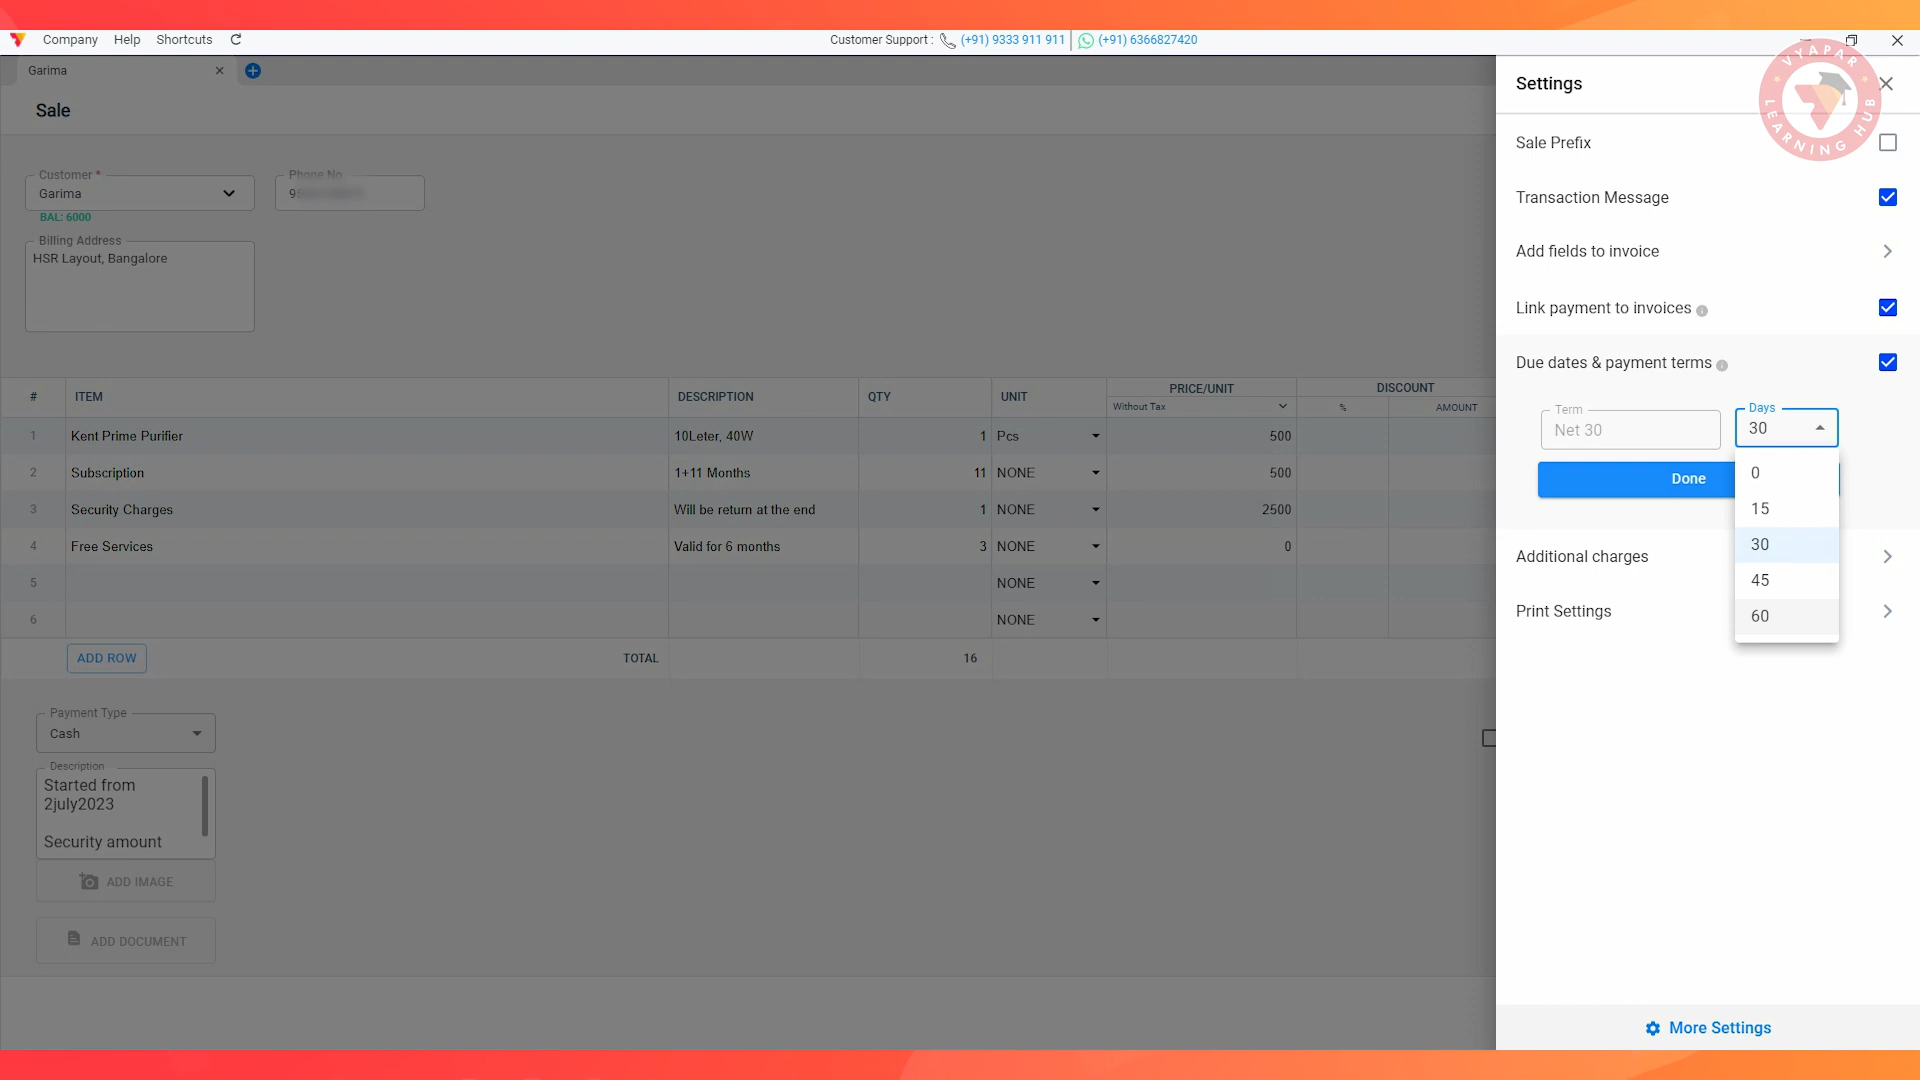 Company Help Shortcuts
Customer Support : (+91) 9333 911 911 (+91) 6366827420
Garima
Sale
Customer *
Garima
BAL: 6000
Phone No.
Billing Address
HSR Layout, Bangalore
# ITEM DESCRIPTION QTY UNIT PRICE/UNIT DISCOUNT
Without Tax % AMOUNT
1 Kent Prime Purifier 10Leter, 40W 1 Pcs 500
2 Subscription 1+11 Months 11 NONE 500
3 Security Charges Will be return at the end 1 NONE 2500
4 Free Services Valid for 6 months 3 NONE 0
5 NONE
6 NONE
ADD ROW TOTAL 16
Payment Type
Cash
Description
Started from
2july2023
Security amount
ADD IMAGE
ADD DOCUMENT
Settings
VYAPAR
LEARNING HUB
Sale Prefix
Transaction Message
Add fields to invoice
Link payment to invoices
Due dates & payment terms
Term
Net 30
Days
30
Done
0
15
30
45
60
Additional charges
Print Settings
More Settings